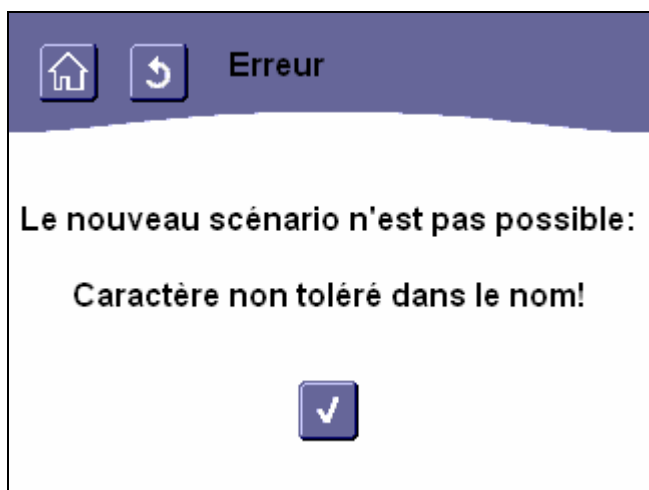 Erreur
Le nouveau scénario n'est pas possible:
Caractère non toléré dans le nom!